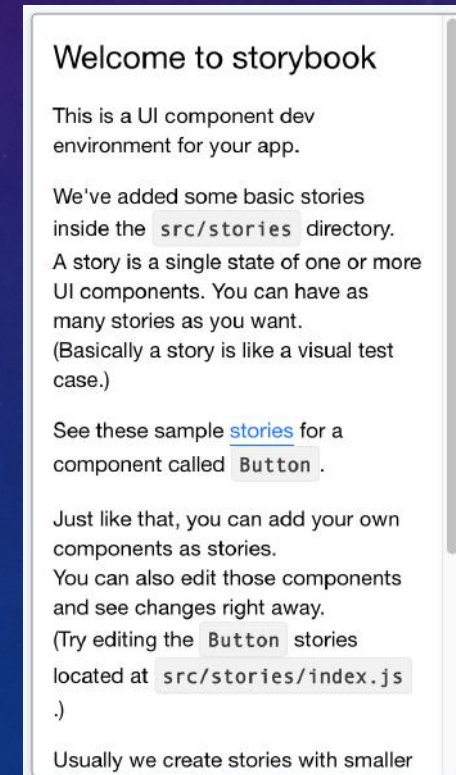 Welcome to storybook
This is a UI component dev
environment for your app.
We've added some basic stories
inside the src/stories directory.
A story is a single state of one or more
UI components. You can have as
many stories as you want.
(Basically a story is like a visual test
case.)
See these sample stories for a
component called Button.
Just like that, you can add your own
components as stories.
You can also edit those components
and see changes right away.
(Try editing the Button stories
located at src/stories/index.js
.)
Usually we create stories with smaller